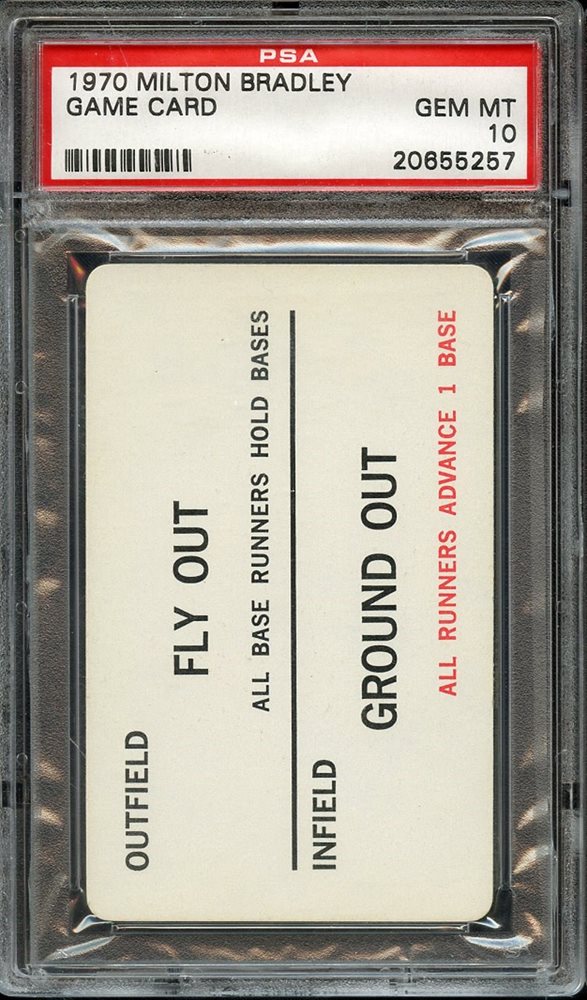 PSA
1970 MILTON BRADLEY
GAME CARD GEM MT
10
20655257
OUTFIELD
FLY OUT
ALL BASE RUNNERS HOLD BASES
INFIELD
GROUND OUT
ALL RUNNERS ADVANCE 1 BASE